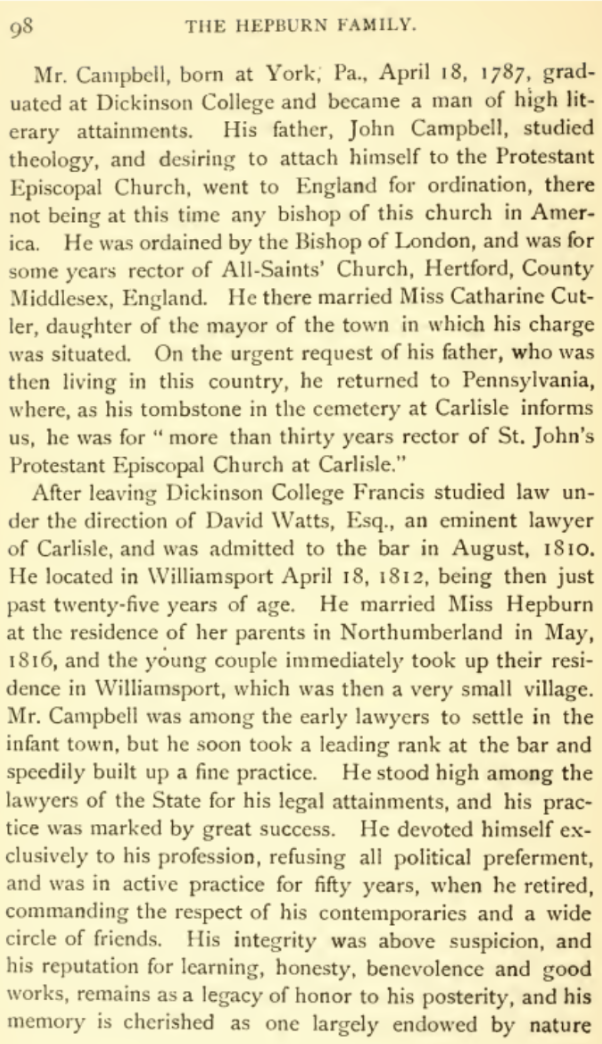 98 THE HEPBURN FAMILY.
Mr. Campbell, born at York, Pa., April 18, 1787, grad-
uated at Dickinson College and became a man of high lit-
erary attainments. His father, John Campbell, studied
theology, and desiring to attach himself to the Protestant
Episcopal Church, went to England for ordination, there
not being at this time any bishop of this church in Amer-
ica. He was ordained by the Bishop of London, and was for
some years rector of All-Saints' Church, Hertford, County
Middlesex, England. He there married Miss Catharine Cut-
ler, daughter of the mayor of the town in which his charge
was situated. On the urgent request of his father, who was
then living in this country, he returned to Pennsylvania,
where, as his tombstone in the cemetery at Carlisle informs
us, he was for " more than thirty years rector of St. John's
Protestant Episcopal Church at Carlisle."
After leaving Dickinson College Francis studied law un-
der the direction of David Watts, Esq., an eminent lawyer
of Carlisle, and was admitted to the bar in August, 1810.
He located in Williamsport April 18, 1812, being then just
past twenty-five years of age. He married Miss Hepburn
at the residence of her parents in Northumberland in May,
1816, and the young couple immediately took up their resi-
dence in Williamsport, which was then a very small village.
Mr. Campbell was among the early lawyers to settle in the
infant town, but he soon took a leading rank at the bar and
speedily built up a fine practice. He stood high among the
lawyers of the State for his legal attainments, and his prac-
tice was marked by great success. He devoted himself ex-
clusively to his profession, refusing all political preferment,
and was in active practice for fifty years, when he retired,
commanding the respect of his contemporaries and a wide
circle of friends. His integrity was above suspicion, and
his reputation for learning, honesty, benevolence and good
works, remains as a legacy of honor to his posterity, and his
memory is cherished as one largely endowed by nature